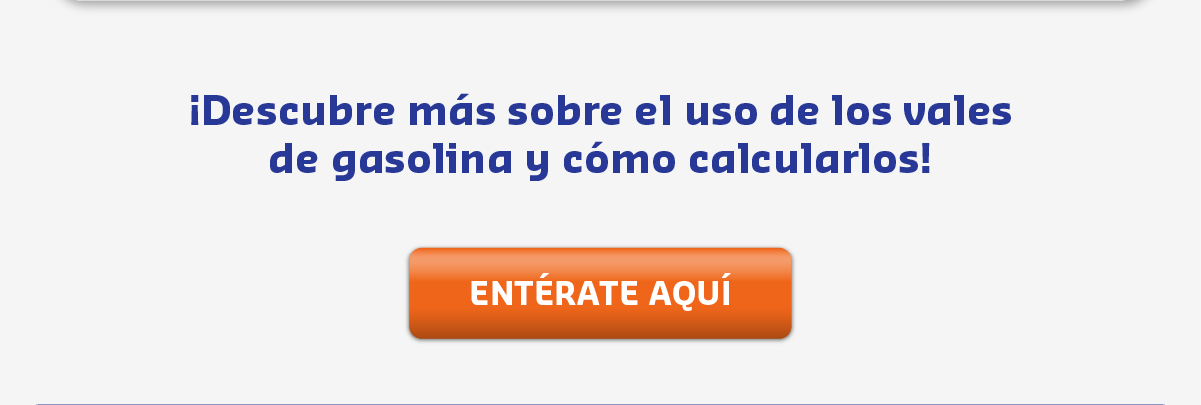 ¡Descubre más sobre el uso de los vales
de gasolina y cómo calcularlos!
ENTÉRATE AQUÍ